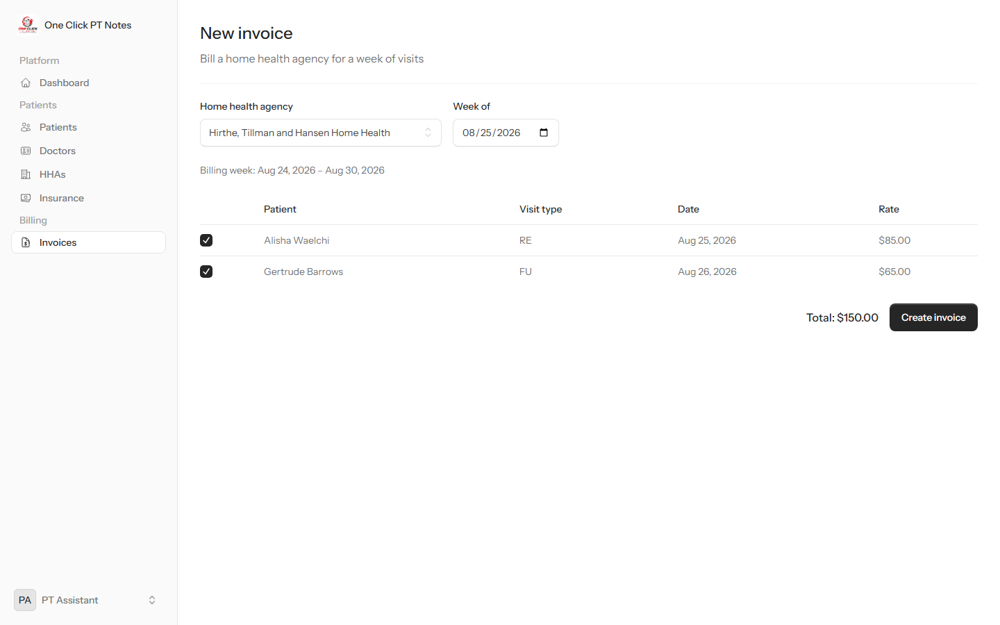 One Click PT Notes
Platform
Dashboard
Patients
Patients
Doctors
HHAs
Insurance
Billing
Invoices
PA PT Assistant
New invoice
Bill a home health agency for a week of visits
Home health agency Week of
Hirthe, Tillman and Hansen Home Health 08/25/2026
Billing week: Aug 24, 2026 – Aug 30, 2026
Patient Visit type Date Rate
Alisha Waelchi RE Aug 25, 2026 $85.00
Gertrude Barrows FU Aug 26, 2026 $65.00
Total: $150.00 Create invoice